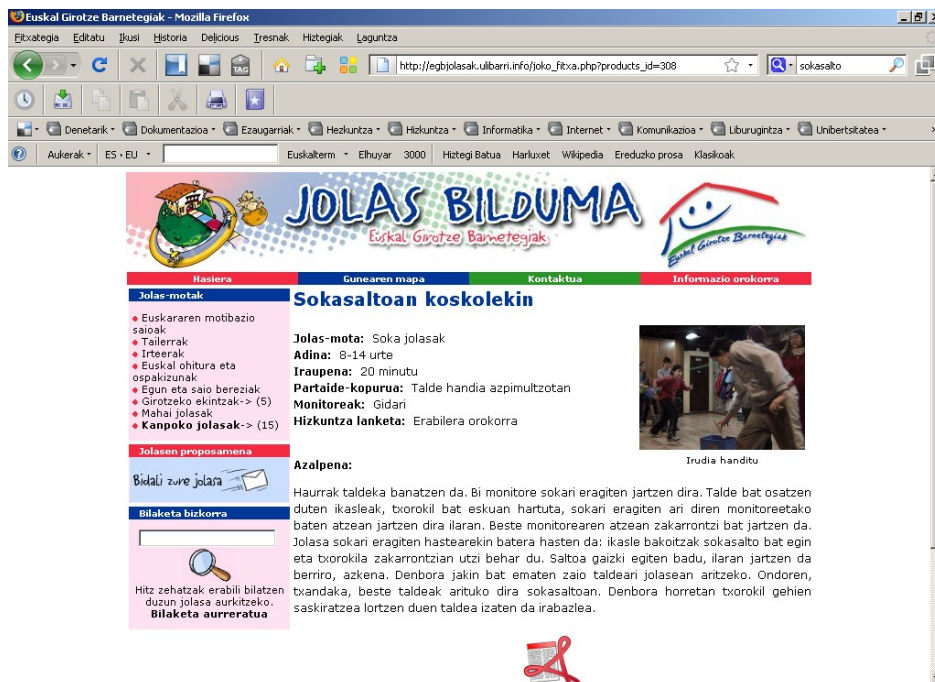 Euskal Girotze Barnetegiak - Mozilla Firefox
Fitxategia Editatu Ikusi Historia Delicious Tresnak Hiztegiak Laguntza
TAG http://egbjolasak.ulibarri.info/joko_fitxa.php?products_id=308 sokasalto
Denetarik Dokumentazioa Ezaugarriak Hezkuntza Hizkuntza Informatika Internet Komunikazioa Liburugintza Unibertsitatea
Aukerak ES › EU Euskalterm Elhuyar 3000 Hiztegi Batua Harluxet Wikipedia Ereduzko prosa Klasikoak
JOLAS BILDUMA
Euskal Girotze Barnetegiak
Euskal Girotze Barnetegiak
Hasiera Gunearen mapa Kontaktua Informazio orokorra
Jolas-motak
Euskararen motibazio
saioak
Tailerrak
Irteerak
Euskal ohitura eta
ospakizunak
Egun eta saio bereziak
Girotzeko ekintzak-> (5)
Mahai jolasak
Kanpoko jolasak-> (15)
Jolasen proposamena
Bidali zure jolasa
Bilaketa bizkorra
Hitz zehatzak erabili bilatzen
duzun jolasa aurkitzeko.
Bilaketa aurreratua
Sokasaltoan koskolekin
Jolas-mota: Soka jolasak
Adina: 8-14 urte
Iraupena: 20 minutu
Partaide-kopurua: Talde handia azpimultzotan
Monitoreak: Gidari
Hizkuntza lanketa: Erabilera orokorra
Irudia handitu
Azalpena:
Haurrak taldeka banatzen da. Bi monitore sokari eragiten jartzen dira. Talde bat osatzen
duten ikasleak, txorokil bat eskuan hartuta, sokari eragiten ari diren monitoreetako
baten atzean jartzen dira ilaran. Beste monitorearen atzean zakarrontzi bat jartzen da.
Jolasa sokari eragiten hastearekin batera hasten da: ikasle bakoitzak sokasalto bat egin
eta txorokila zakarrontzian utzi behar du. Saltoa gaizki egiten badu, ilaran jartzen da
berriro, azkena. Denbora jakin bat ematen zaio taldeari jolasean aritzeko. Ondoren,
txandaka, beste taldeak arituko dira sokasaltoan. Denbora horretan txorokil gehien
saskiratzea lortzen duen taldea izaten da irabazlea.